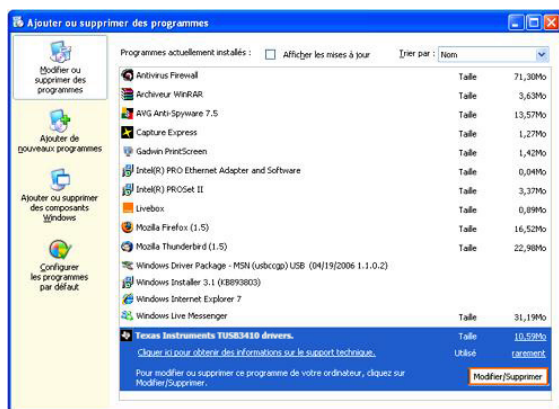 Ajouter ou supprimer des programmes
Modifier ou
supprimer des
programmes
Ajouter de
nouveaux programmes
Ajouter ou supprimer
des composants
Windows
Configurer
les programmes
par défaut
Programmes actuellement installés : Afficher les mises à jour Trier par : Nom
Antivirus Firewall Taille 71,30Mo
Archiveur WinRAR Taille 3,63Mo
AVG Anti-Spyware 7.5 Taille 13,57Mo
Capture Express Taille 1,27Mo
Gadwin PrintScreen Taille 1,42Mo
Intel(R) PRO Ethernet Adapter and Software Taille 0,04Mo
Intel(R) PROSet II Taille 3,37Mo
Livebox Taille 0,89Mo
Mozilla Firefox (1.5) Taille 16,52Mo
Mozilla Thunderbird (1.5) Taille 22,98Mo
Windows Driver Package - MSN (usbccgp) USB (04/19/2006 1.1.0.2)
Windows Installer 3.1 (KB893803)
Windows Internet Explorer 7
Windows Live Messenger Taille 31,19Mo
Texas Instruments TUSB3410 drivers. Taille 10,59Mo
Cliquer ici pour obtenir des informations sur le support technique. Utilisé rarement
Pour modifier ou supprimer ce programme de votre ordinateur, cliquez sur
Modifier/Supprimer.
Modifier/Supprimer